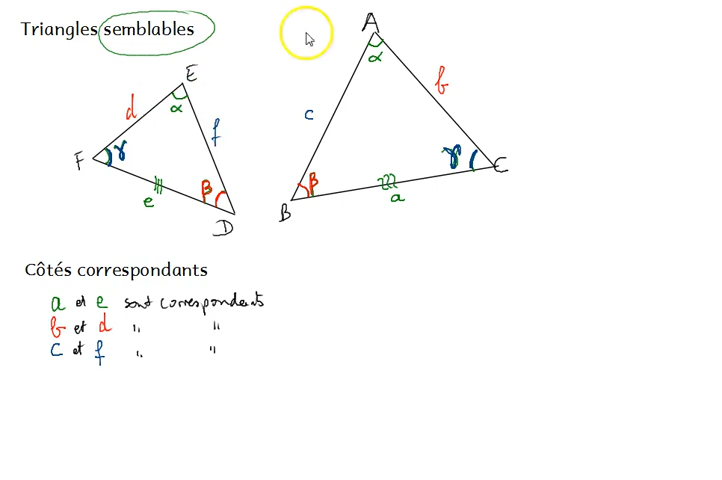 Triangles semblables
A
α
E
d
α
b
c
f
F
γ
γ
C
β
β
e
a
B
D
Côtés correspondants
a et e sont correspondants
b et d " "
c et f " "